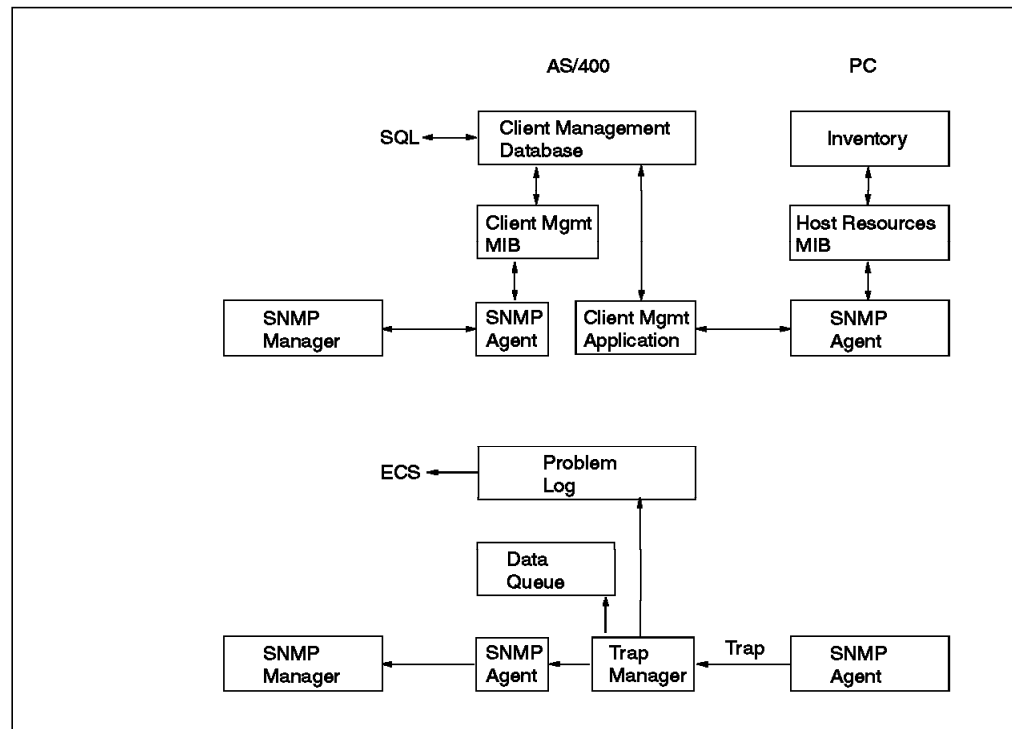 AS/400
PC
SQL
Client Management
Database
Inventory
Client Mgmt
MIB
Host Resources
MIB
SNMP
Manager
SNMP
Agent
Client Mgmt
Application
SNMP
Agent
ECS
Problem
Log
Data
Queue
SNMP
Manager
SNMP
Agent
Trap
Manager
Trap
SNMP
Agent